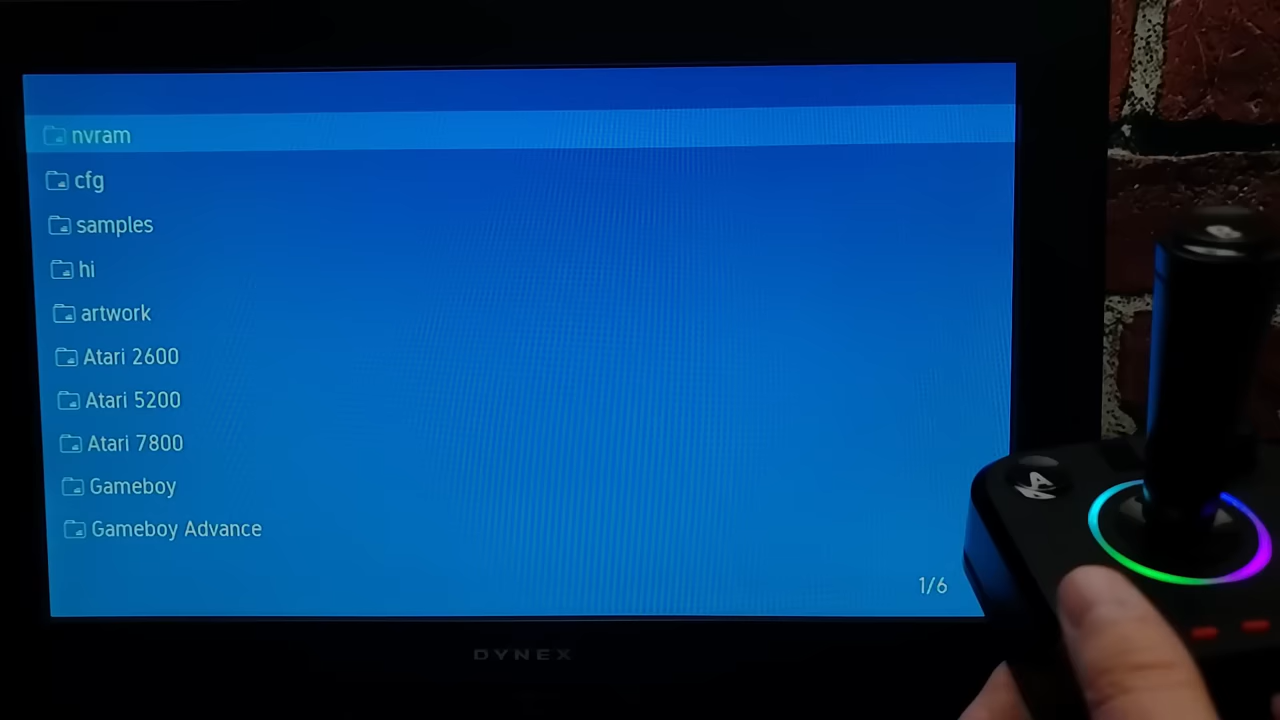 nvram
cfg
samples
hi
artwork
Atari 2600
Atari 5200
Atari 7800
Gameboy
Gameboy Advance
1/6
DYNEX